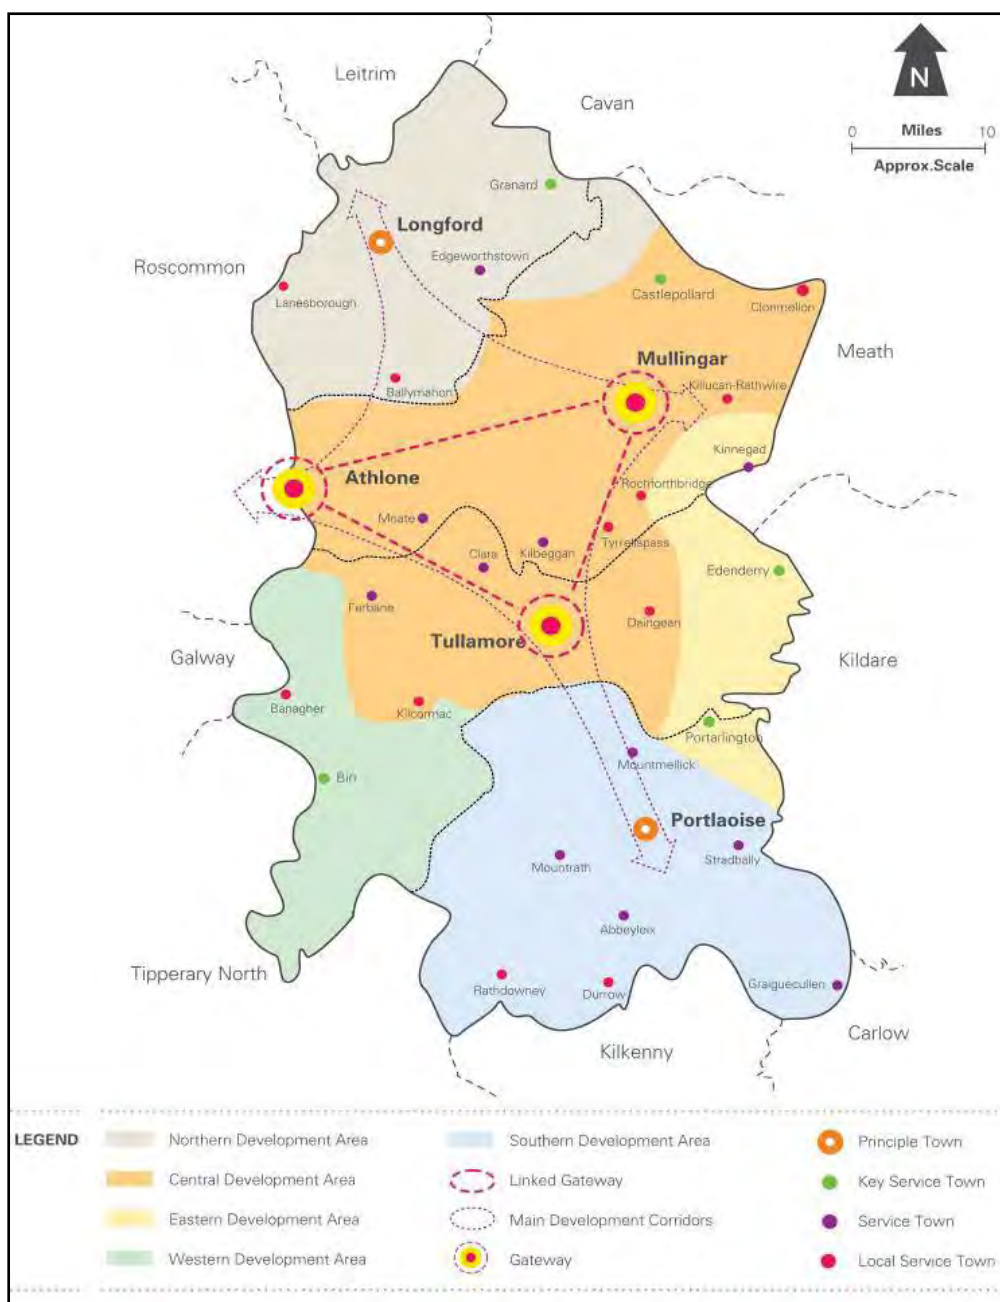 Leitrim
N
Cavan
0 Miles 10
Approx.Scale
Granard
Longford
Edgeworthstown
Roscommon
Lanesborough
Castlepollard
Clonmellon
Mullingar
Meath
Killucan-Rathwire
Ballymahon
Kinnegad
Athlone
Rochforthbridge
Moate
Tyrrellspass
Clara
Kilbeggan
Edenderry
Ferbane
Daingean
Tullamore
Galway
Kildare
Banagher
Kilcormac
Portarlington
Mountmellick
Birr
Portlaoise
Stradbally
Mountrath
Abbeyleix
Tipperary North
Rathdowney
Durrow
Graiguecullen
Carlow
Kilkenny
LEGEND
Northern Development Area
Southern Development Area
Principle Town
Central Development Area
Linked Gateway
Key Service Town
Eastern Development Area
Main Development Corridors
Service Town
Western Development Area
Gateway
Local Service Town